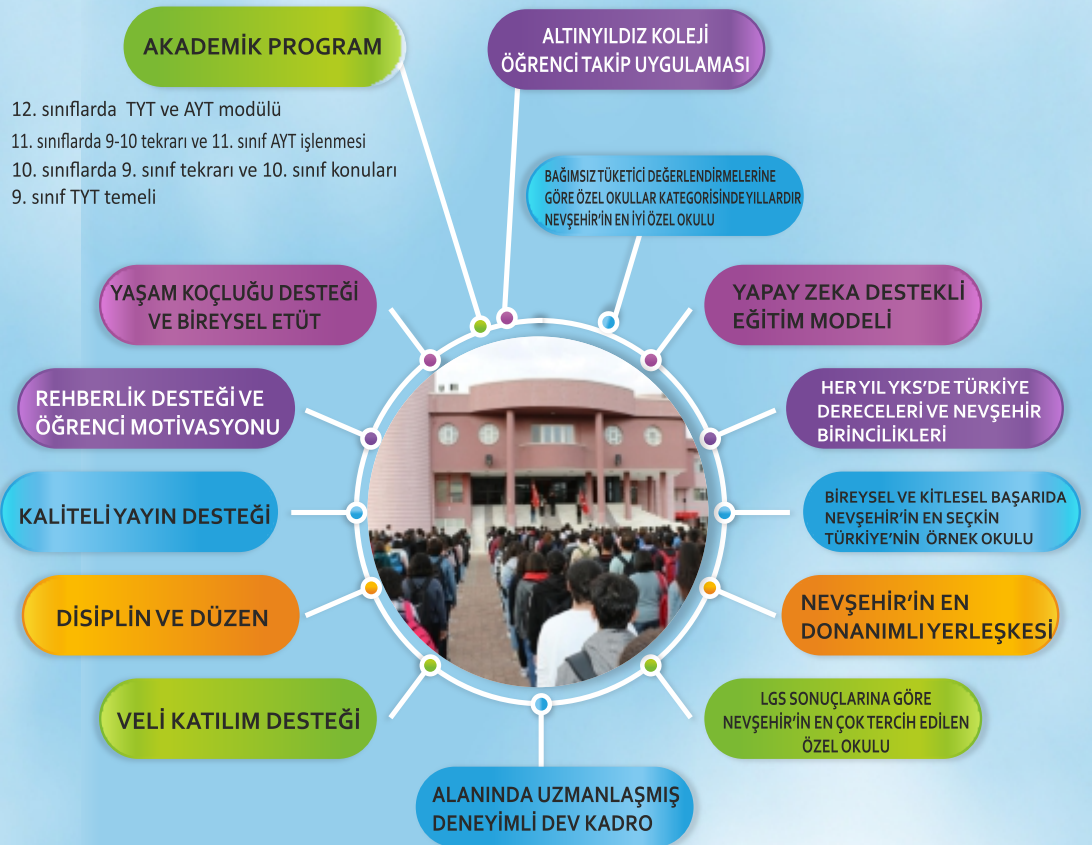 AKADEMİK PROGRAM
12. sınıflarda TYT ve AYT modülü
11. sınıflarda 9-10 tekrarı ve 11. sınıf AYT işlenmesi
10. sınıflarda 9. sınıf tekrarı ve 10. sınıf konuları
9. sınıf TYT temeli
ALTINYILDIZ KOLEJİ
ÖĞRENCİ TAKİP UYGULAMASI
BAĞIMSIZ TÜKETİCİ DEĞERLENDİRMELERİNE
GÖRE ÖZEL OKULLAR KATEGORİSİNDE YILLARDIR
NEVŞEHİR'İN EN İYİ ÖZEL OKULU
YAŞAM KOÇLUĞU DESTEĞİ
VE BİREYSEL ETÜT
YAPAY ZEKA DESTEKLİ
EĞİTİM MODELİ
REHBERLİK DESTEĞİ VE
ÖĞRENCİ MOTİVASYONU
HER YIL YKS'DE TÜRKİYE
DERECELERİ VE NEVŞEHİR
BİRİNCİLİKLERİ
KALİTELİ YAYIN DESTEĞİ
BİREYSEL VE KİTLESEL BAŞARIDA
NEVŞEHİR'İN EN SEÇKİN
TÜRKİYE'NİN ÖRNEK OKULU
DİSİPLİN VE DÜZEN
NEVŞEHİR'İN EN
DONANIMLI YERLEŞKESİ
VELİ KATILIM DESTEĞİ
LGS SONUÇLARINA GÖRE
NEVŞEHİR'İN EN ÇOK TERCİH EDİLEN
ÖZEL OKULU
ALANINDA UZMANLAŞMIŞ
DENEYİMLİ DEV KADRO